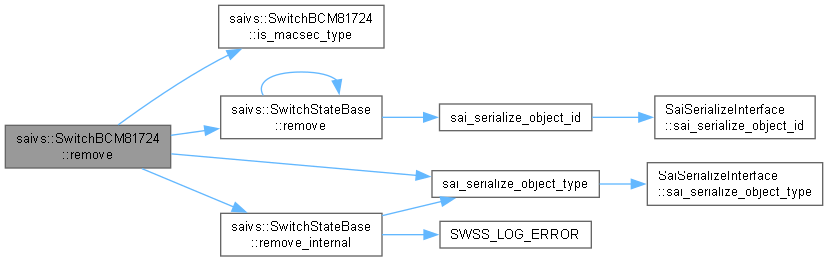 saivs::SwitchBCM81724
::is_macsec_type
saivs::SwitchStateBase
::remove
sai_serialize_object_id
SaiSerializeInterface
::sai_serialize_object_id
saivs::SwitchBCM81724
::remove
sai_serialize_object_type
SaiSerializeInterface
::sai_serialize_object_type
saivs::SwitchStateBase
::remove_internal
SWSS_LOG_ERROR